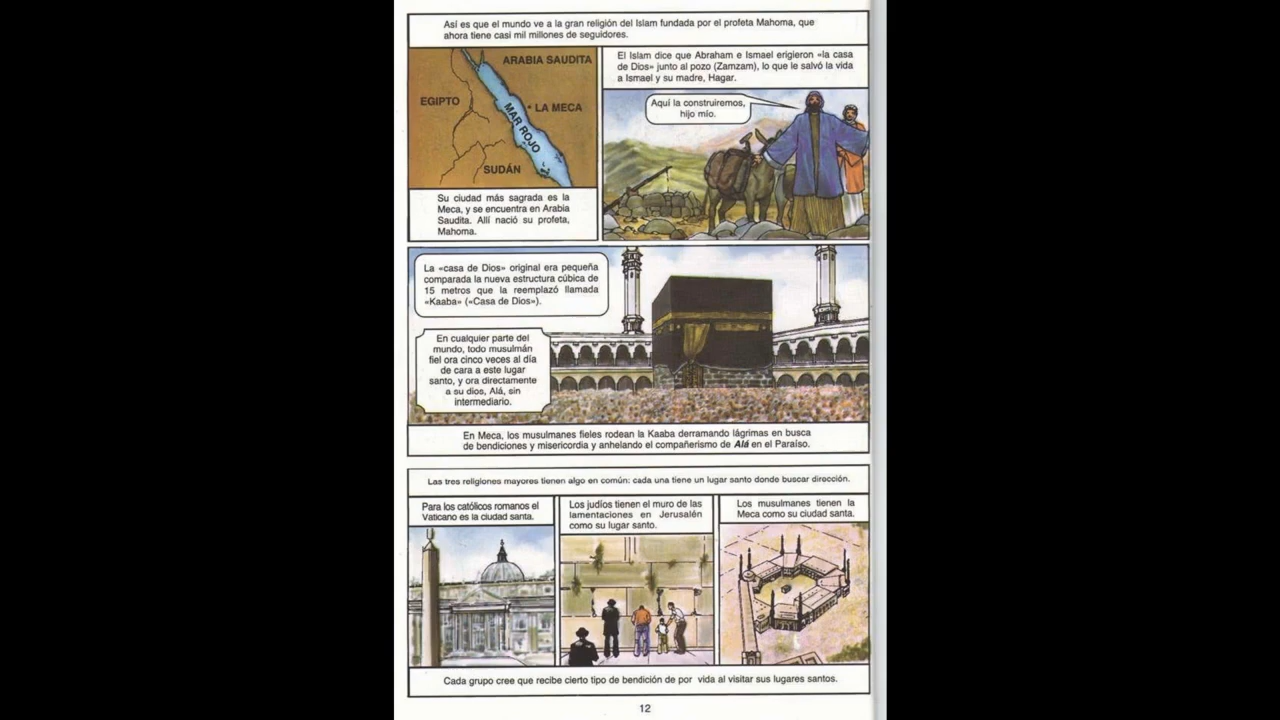 Así es que el mundo ve a la gran religión del Islam fundada por el profeta Mahoma, que
ahora tiene casi mil millones de seguidores.
ARABIA SAUDITA
EGIPTO
LA MECA
MAR ROJO
SUDÁN
Su ciudad más sagrada es la
Meca, y se encuentra en Arabia
Saudita. Allí nació su profeta,
Mahoma.
El Islam dice que Abraham e Ismael erigieron «la casa
de Dios» junto al pozo (Zamzam), lo que le salvó la vida
a Ismael y su madre, Hagar.
Aquí la construiremos,
hijo mío.
La «casa de Dios» original era pequeña
comparada la nueva estructura cúbica de
15 metros que la reemplazó llamada
«Kaaba» («Casa de Dios»).
En cualquier parte del
mundo, todo musulmán
fiel ora cinco veces al día
de cara a este lugar
santo, y ora directamente
a su dios, Alá, sin
intermediario.
En Meca, los musulmanes fieles rodean la Kaaba derramando lágrimas en busca
de bendiciones y misericordia y anhelando el compañerismo de Alá en el Paraíso.
Las tres religiones mayores tienen algo en común: cada una tiene un lugar santo donde buscar dirección.
Para los católicos romanos el
Vaticano es la ciudad santa.
Los judíos tienen el muro de las
lamentaciones en Jerusalén
como su lugar santo.
Los musulmanes tienen la
Meca como su ciudad santa.
Cada grupo cree que recibe cierto tipo de bendición de por vida al visitar sus lugares santos.
12